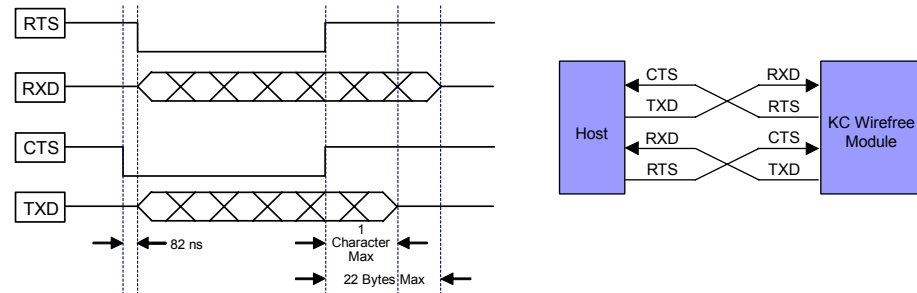 RTS
RXD
CTS
TXD
82 ns
1
Character
Max
22 Bytes Max
Host
CTS
TXD
RXD
RTS
RXD
RTS
CTS
TXD
KC Wirefree
Module